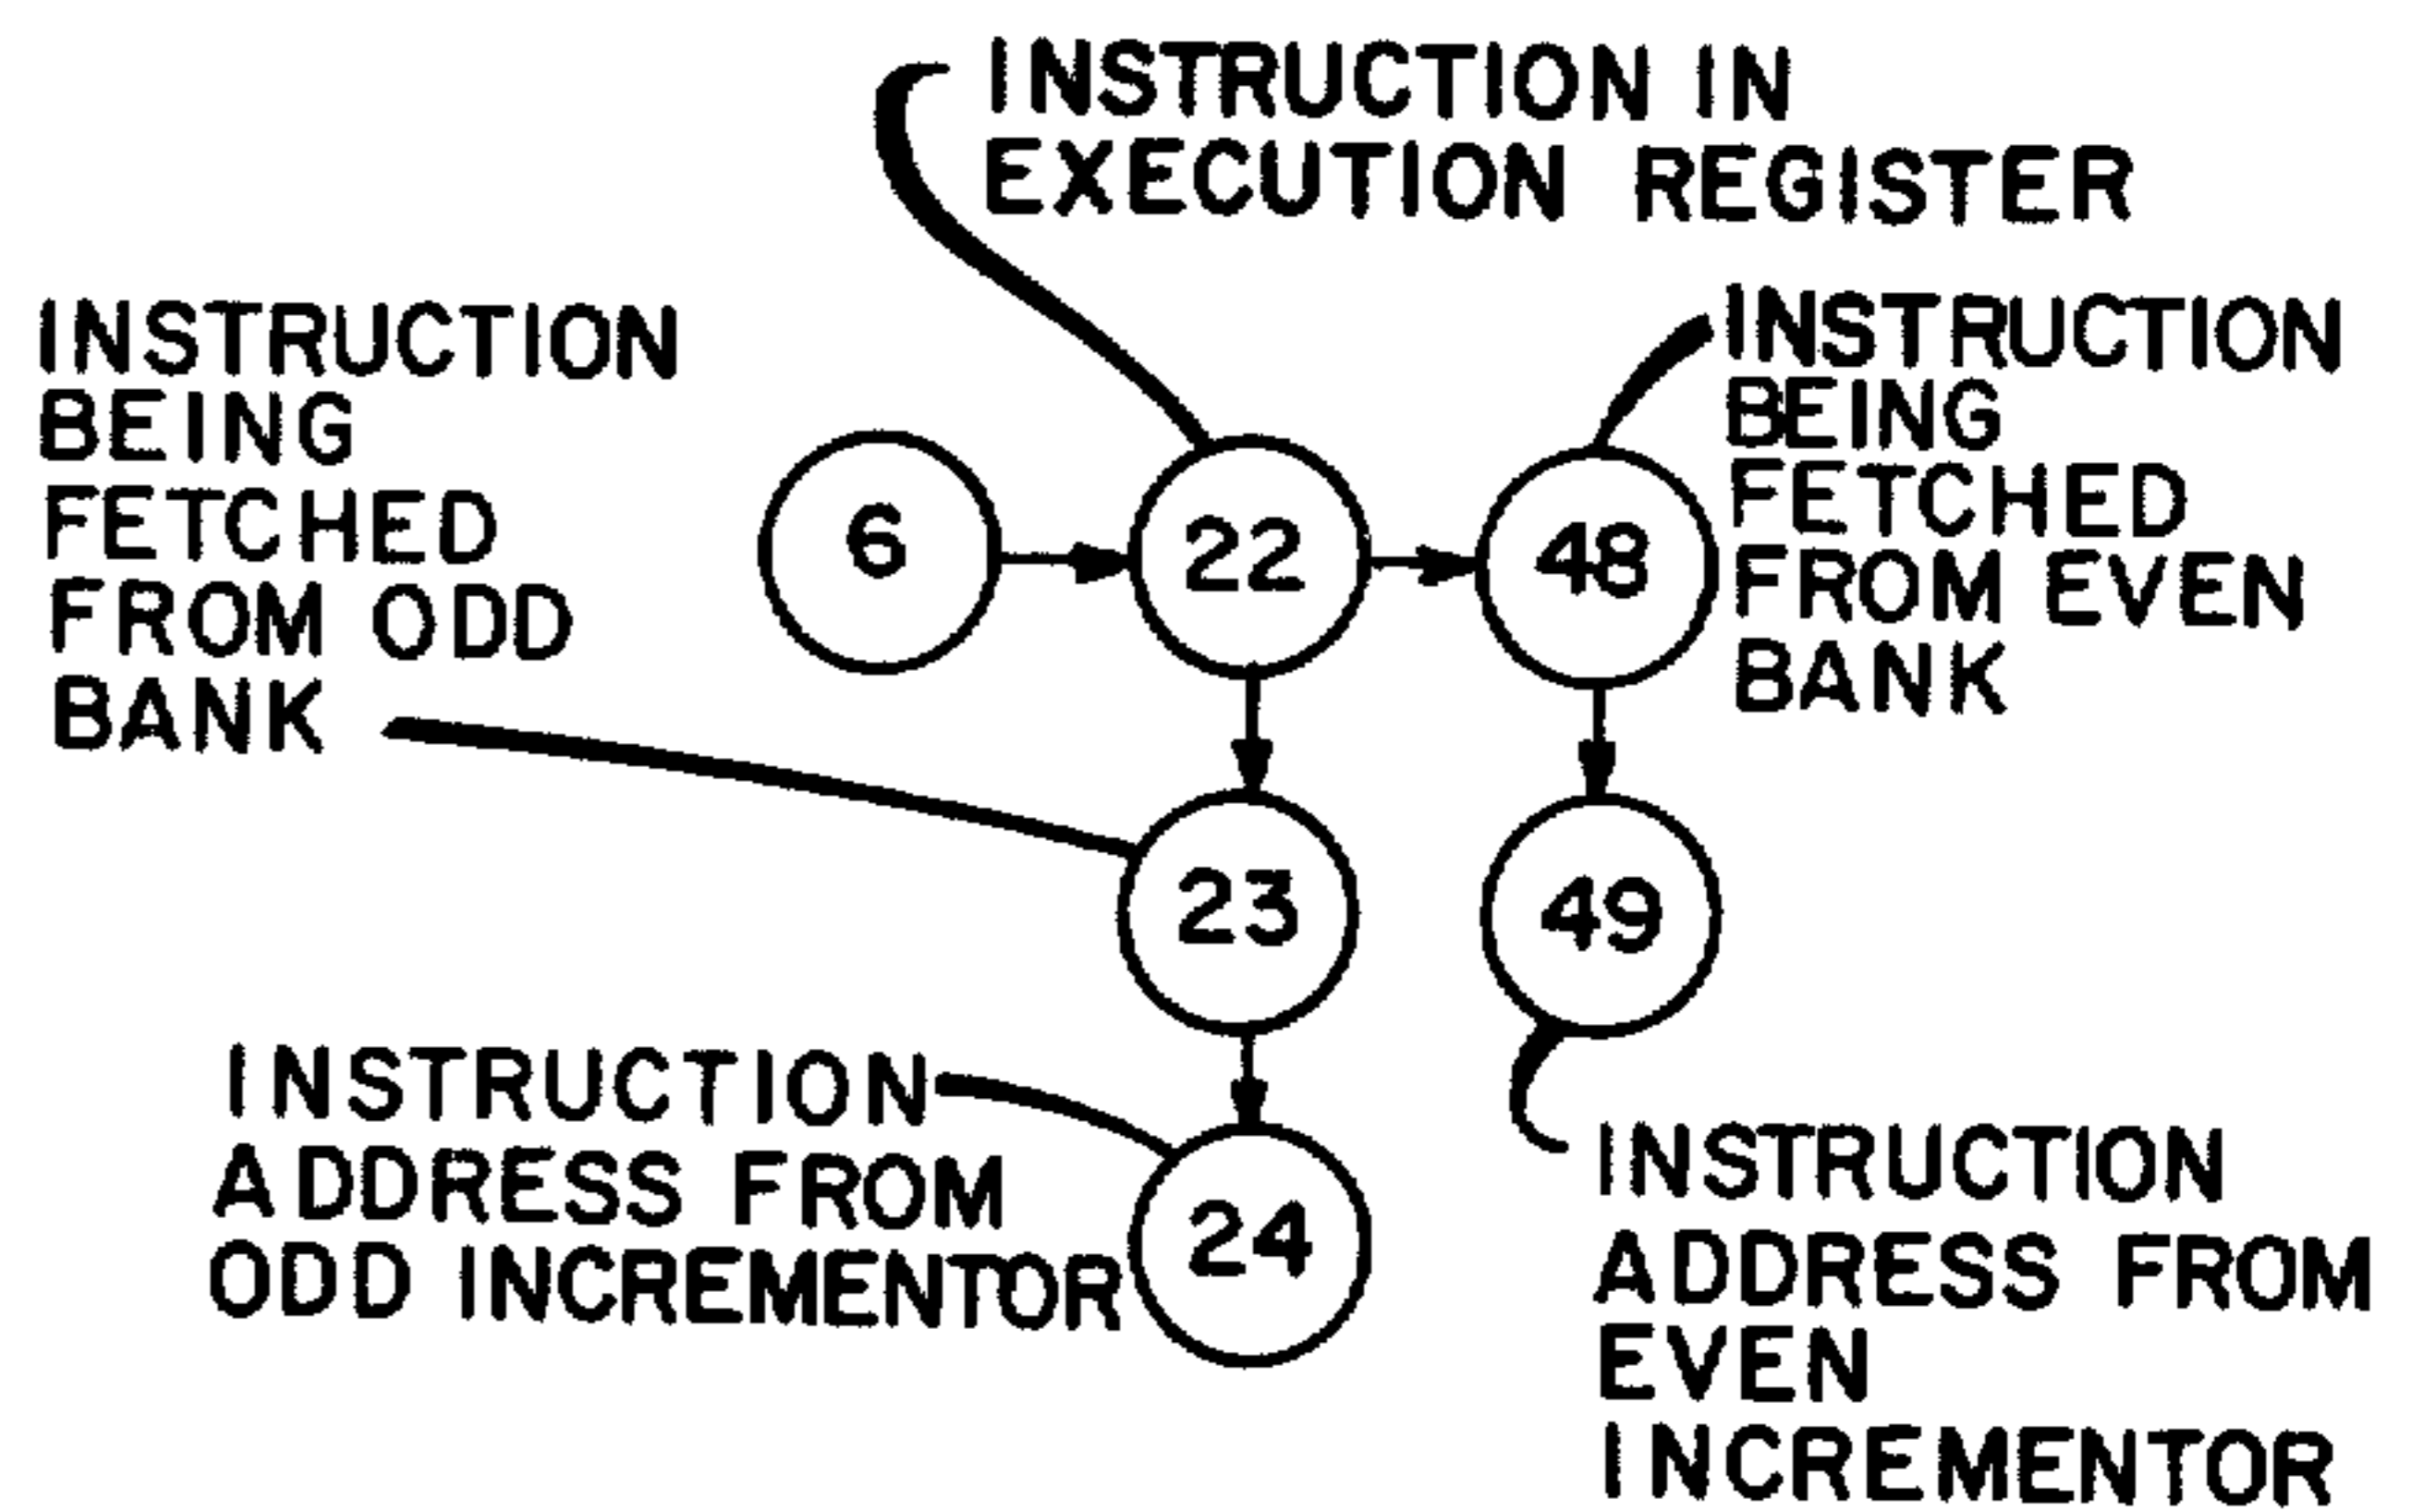 INSTRUCTION IN
EXECUTION REGISTER
INSTRUCTION
BEING
FETCHED
FROM ODD
BANK
INSTRUCTION
BEING
FETCHED
FROM EVEN
BANK
6
22
48
23
49
INSTRUCTION
ADDRESS FROM
ODD INCREMENTOR
24
INSTRUCTION
ADDRESS FROM
EVEN
INCREMENTOR